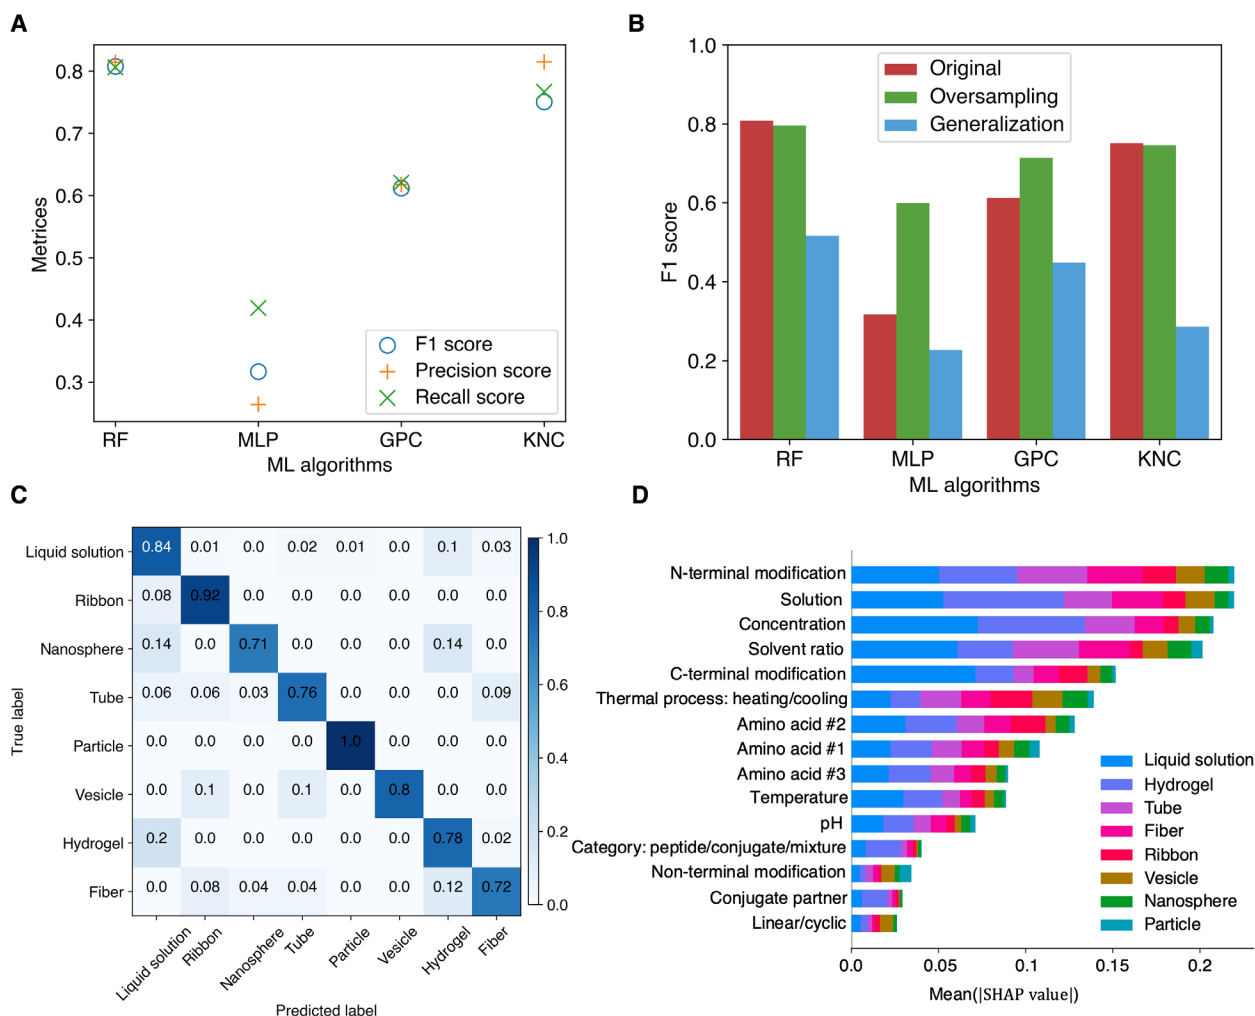 A
Metrices
0.8
0.7
0.6
0.5
0.4
0.3
F1 score
Precision score
Recall score
RF MLP GPC KNC
ML algorithms
B
F1 score
1.0
0.8
0.6
0.4
0.2
0.0
Original
Oversampling
Generalization
RF MLP GPC KNC
ML algorithms
C
True label
Liquid solution 0.84 0.01 0.0 0.02 0.01 0.0 0.1 0.03
Ribbon 0.08 0.92 0.0 0.0 0.0 0.0 0.0 0.0
Nanosphere 0.14 0.0 0.71 0.0 0.0 0.0 0.14 0.0
Tube 0.06 0.06 0.03 0.76 0.0 0.0 0.0 0.09
Particle 0.0 0.0 0.0 0.0 1.0 0.0 0.0 0.0
Vesicle 0.0 0.1 0.0 0.1 0.0 0.8 0.0 0.0
Hydrogel 0.2 0.0 0.0 0.0 0.0 0.0 0.78 0.02
Fiber 0.0 0.08 0.04 0.04 0.0 0.0 0.12 0.72
Liquid solution Ribbon Nanosphere Tube Particle Vesicle Hydrogel Fiber
Predicted label
1.0
0.8
0.6
0.4
0.2
0.0
D
N-terminal modification
Solution
Concentration
Solvent ratio
C-terminal modification
Thermal process: heating/cooling
Amino acid #2
Amino acid #1
Amino acid #3
Temperature
pH
Category: peptide/conjugate/mixture
Non-terminal modification
Conjugate partner
Linear/cyclic
Liquid solution
Hydrogel
Tube
Fiber
Ribbon
Vesicle
Nanosphere
Particle
0.0 0.05 0.1 0.15 0.2
Mean(|SHAP value|)